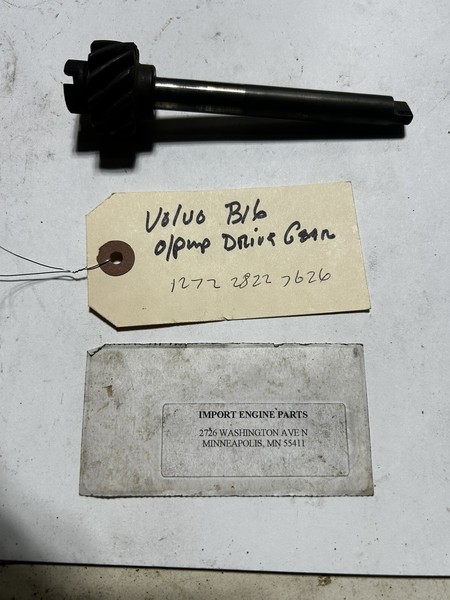 Volvo B16
o/pmp Drive Gear
1272 2822 7626
IMPORT ENGINE PARTS
2726 WASHINGTON AVE N
MINNEAPOLIS, MN 55411